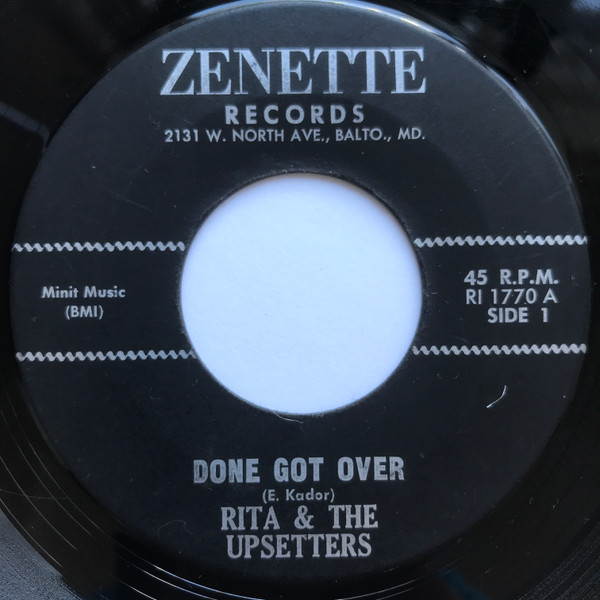 ZENETTE
RECORDS
2131 W. NORTH AVE., BALTO., MD.
Minit Music
(BMI)
45 R.P.M.
RI 1770 A
SIDE 1
DONE GOT OVER
(E. Kador)
RITA & THE
UPSETTERS